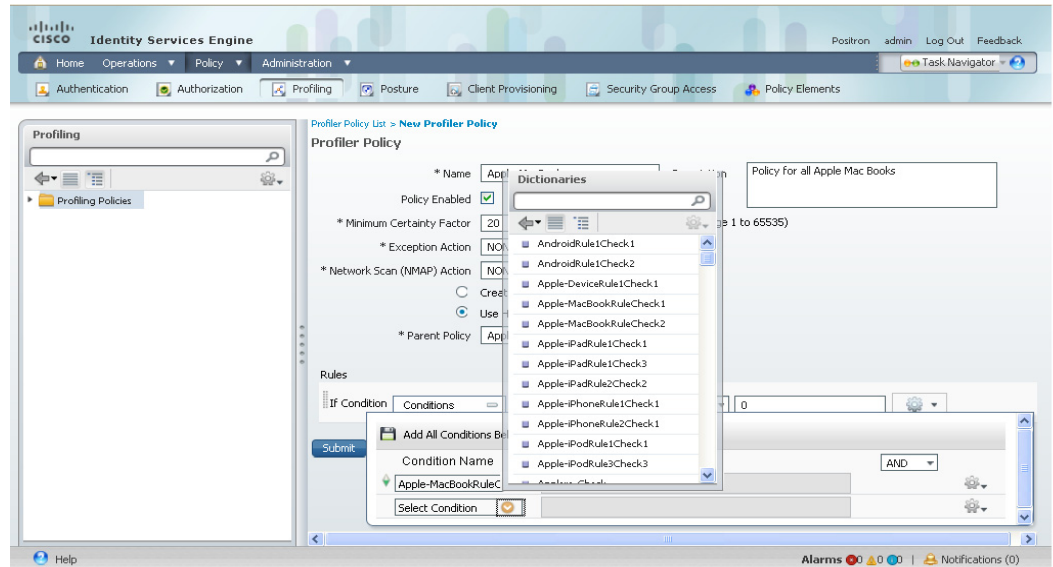 CISCO Identity Services Engine
Positron admin Log Out Feedback
Home Operations Policy Administration
Task Navigator
Authentication Authorization Profiling Posture Client Provisioning Security Group Access Policy Elements
Profiling
Profiling Policies
Profiler Policy List > New Profiler Policy
Profiler Policy
* Name
Policy for all Apple Mac Books
Policy Enabled
* Minimum Certainty Factor 20 1 to 65535)
* Exception Action
* Network Scan (NMAP) Action
Use
* Parent Policy
Dictionaries
AndroidRule1Check1
AndroidRule1Check2
Apple-DeviceRule1Check1
Apple-MacBookRuleCheck1
Apple-MacBookRuleCheck2
Apple-iPadRule1Check1
Apple-iPadRule1Check3
Apple-iPadRule2Check2
Apple-iPhoneRule1Check1
Apple-iPhoneRule2Check1
Apple-iPodRule1Check1
Apple-iPodRule3Check3
Rules
If Condition Conditions 0
Submit
Add All Conditions
Condition Name AND
Apple-MacBookRuleC
Select Condition
Help
Alarms 0 0 0 | Notifications (0)